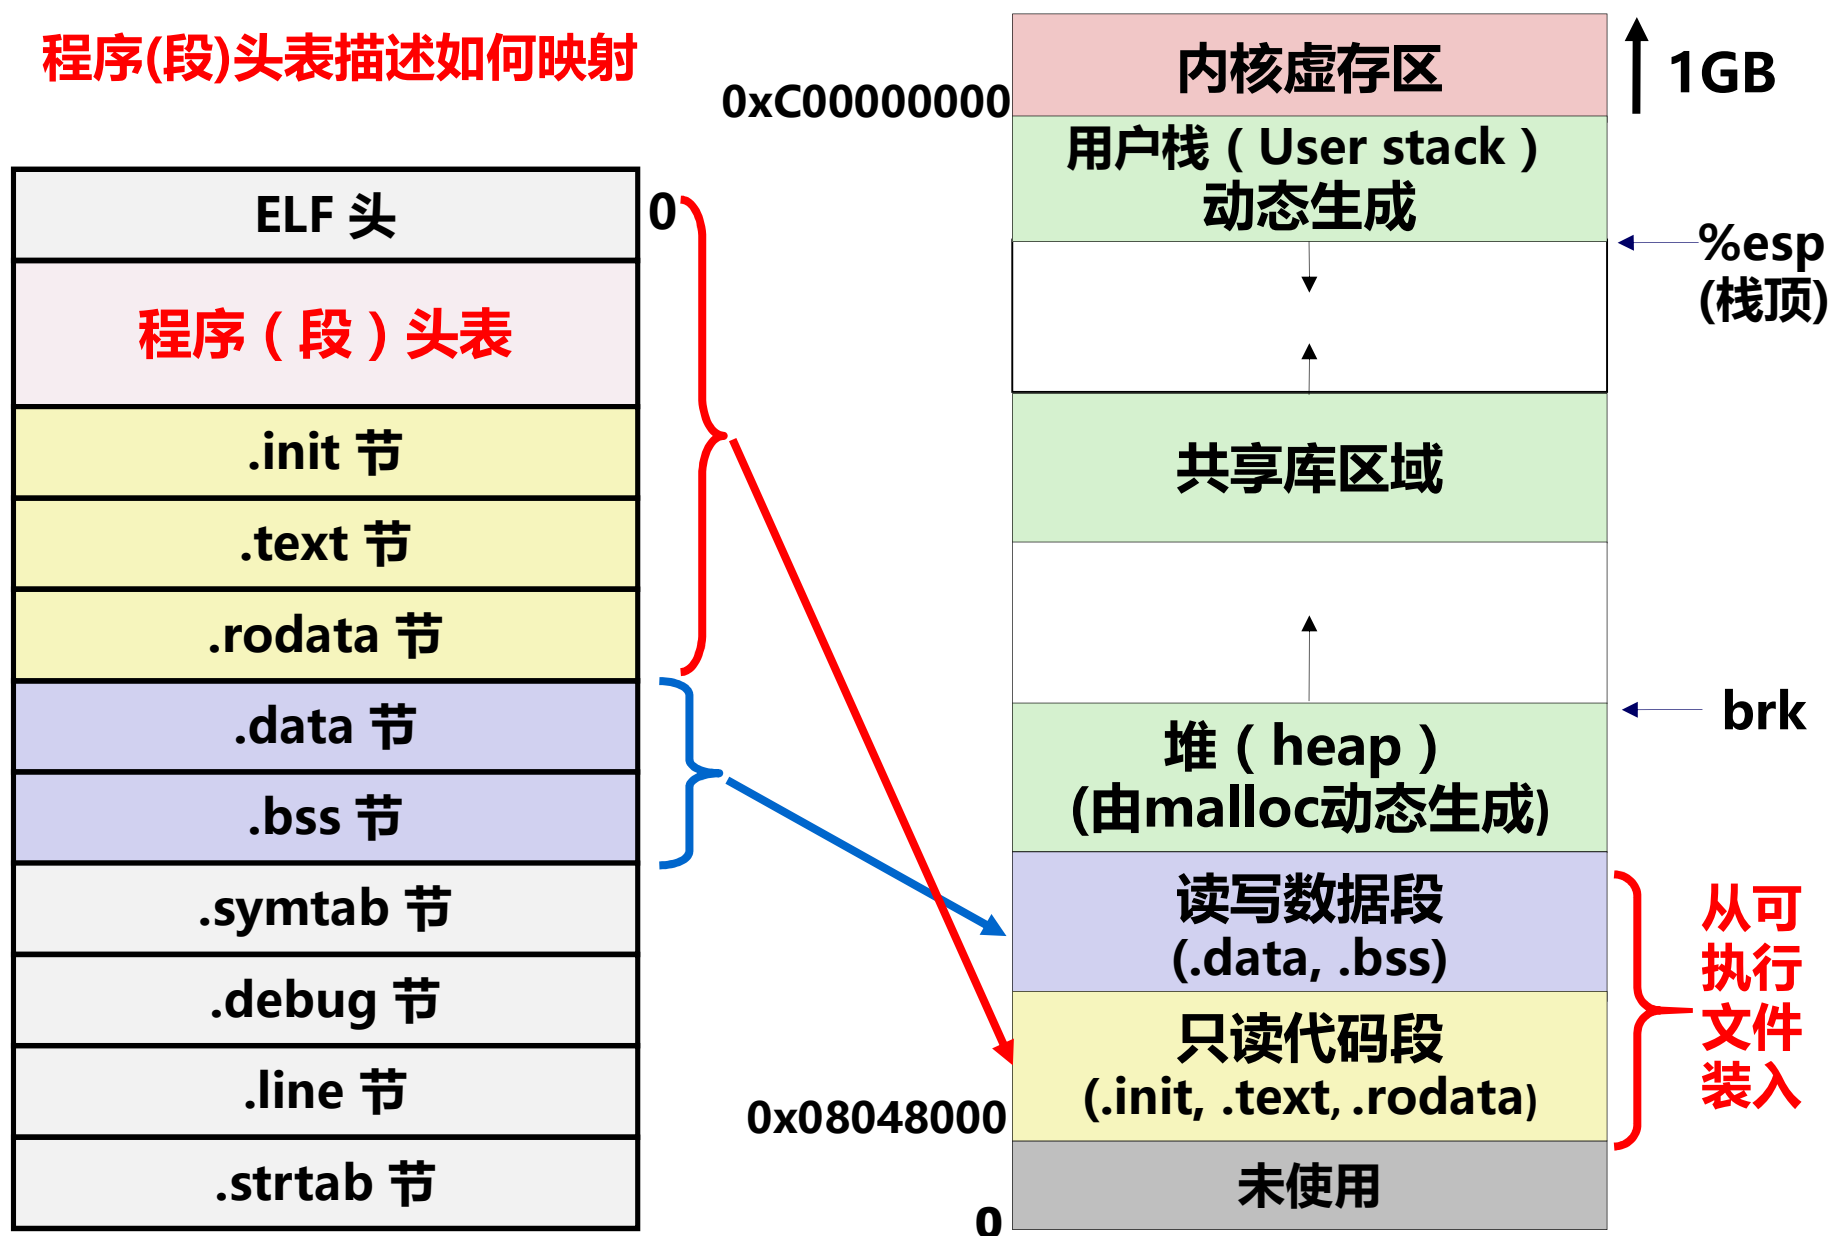 程序(段)头表描述如何映射
ELF 头
0
程序（段）头表
.init 节
.text 节
.rodata 节
.data 节
.bss 节
.symtab 节
.debug 节
.line 节
.strtab 节
0xC00000000
内核虚存区
1GB
用户栈（User stack）
动态生成
%esp
(栈顶)
共享库区域
brk
堆（heap）
(由malloc动态生成)
读写数据段
(.data, .bss)
只读代码段
(.init, .text, .rodata)
0x08048000
未使用
0
从可
执行
文件
装入